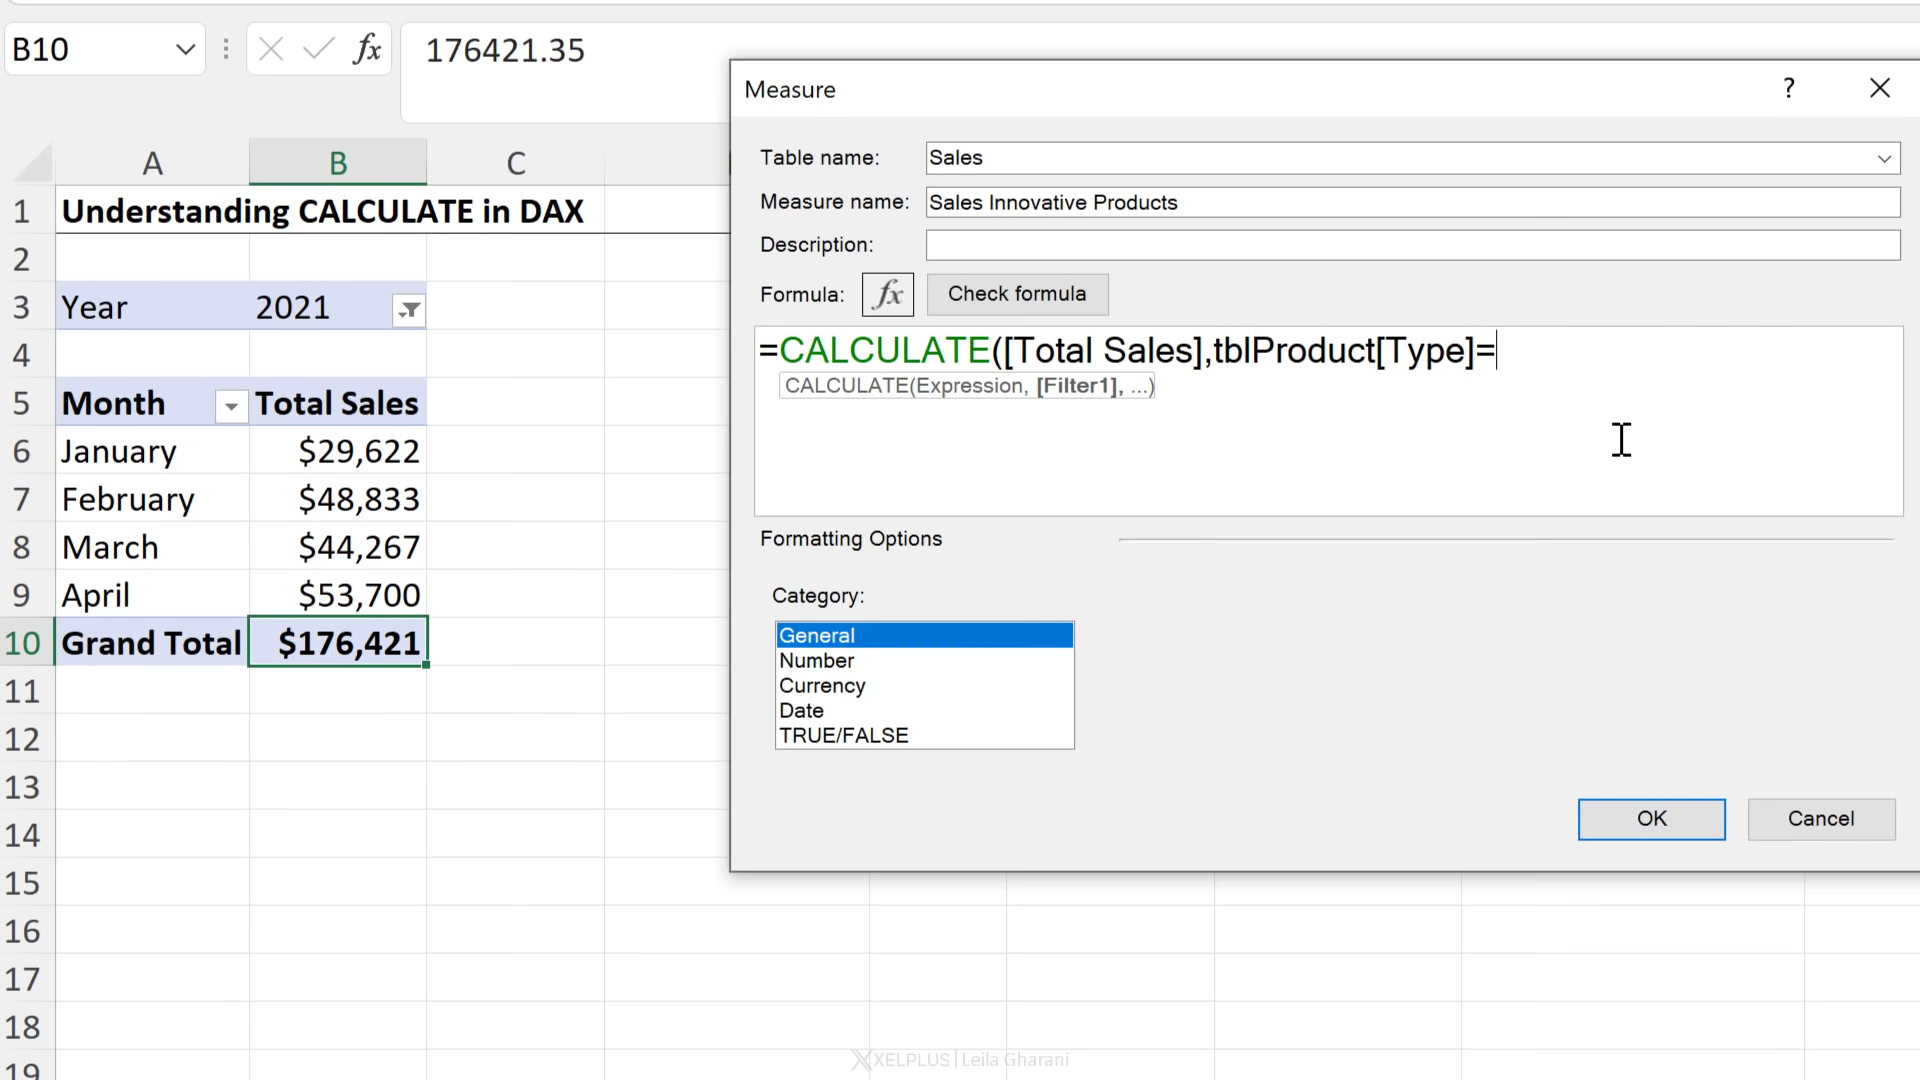 B10
fx
176421.35
Measure
?
Table name:
Sales
Measure name:
Sales Innovative Products
Description:
Formula:
fx
Check formula
=CALCULATE([Total Sales],tblProduct[Type]=
CALCULATE(Expression, [Filter1], ...)
Formatting Options
Category:
General
Number
Currency
Date
TRUE/FALSE
OK
Cancel
A B C
1 Understanding CALCULATE in DAX
2
3 Year 2021
4
5 Month Total Sales
6 January $29,622
7 February $48,833
8 March $44,267
9 April $53,700
10 Grand Total $176,421
11
12
13
14
15
16
17
18
19
XELPLUS | Leila Gharani